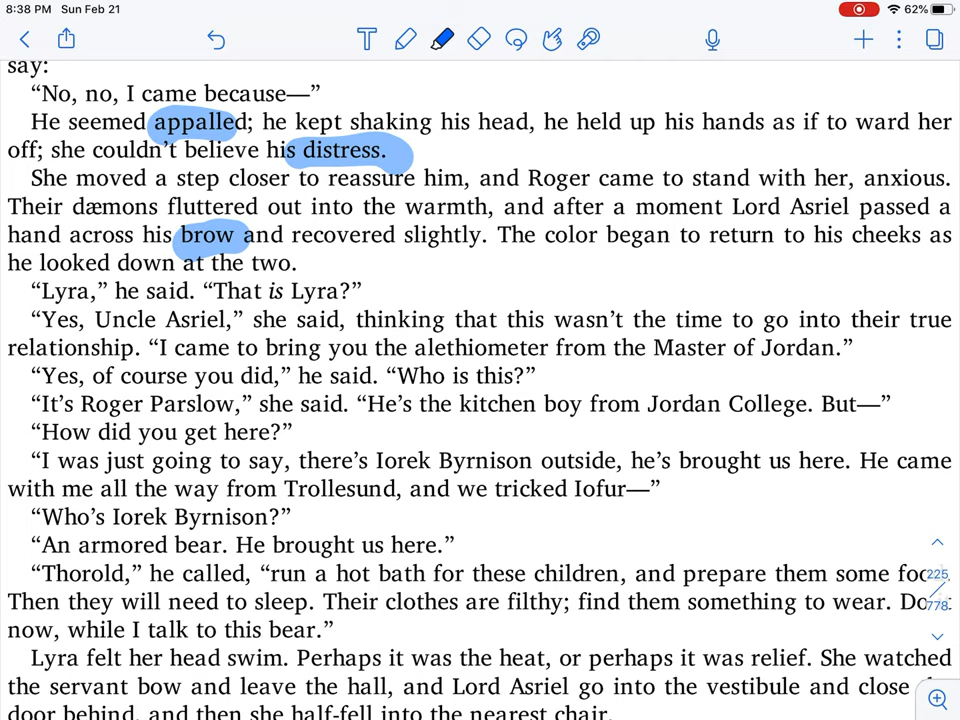 8:38 PM Sun Feb 21
62%
say:
“No, no, I came because—”
He seemed appalled; he kept shaking his head, he held up his hands as if to ward her
off; she couldn’t believe his distress.
She moved a step closer to reassure him, and Roger came to stand with her, anxious.
Their dæmons fluttered out into the warmth, and after a moment Lord Asriel passed a
hand across his brow and recovered slightly. The color began to return to his cheeks as
he looked down at the two.
“Lyra,” he said. “That is Lyra?”
“Yes, Uncle Asriel,” she said, thinking that this wasn’t the time to go into their true
relationship. “I came to bring you the alethiometer from the Master of Jordan.”
“Yes, of course you did,” he said. “Who is this?”
“It’s Roger Parslow,” she said. “He’s the kitchen boy from Jordan College. But—”
“How did you get here?”
“I was just going to say, there’s Iorek Byrnison outside, he’s brought us here. He came
with me all the way from Trollesund, and we tricked Iofur—”
“Who’s Iorek Byrnison?”
“An armored bear. He brought us here.”
“Thorold,” he called, “run a hot bath for these children, and prepare them some
Then they will need to sleep. Their clothes are filthy; find them something to wear. Do
now, while I talk to this bear.”
Lyra felt her head swim. Perhaps it was the heat, or perhaps it was relief. She watched
the servant bow and leave the hall, and Lord Asriel go into the vestibule and close
door behind, and then she half-fell into the nearest chair.
225
778